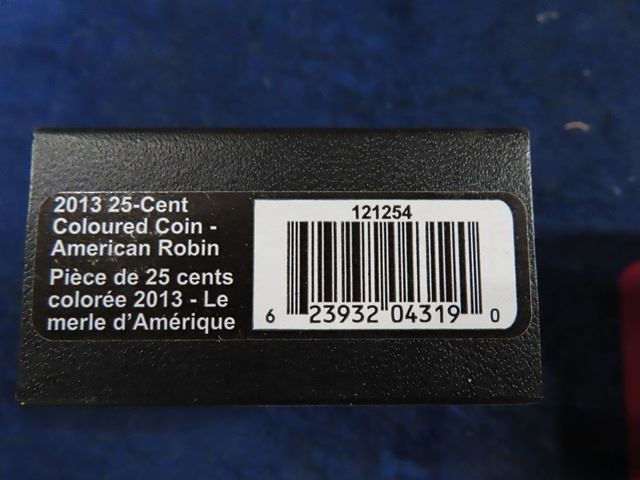 2013 25-Cent
Coloured Coin -
American Robin
Pièce de 25 cents
colorée 2013 - Le
merle d'Amérique
121254
6 23932 04319 0